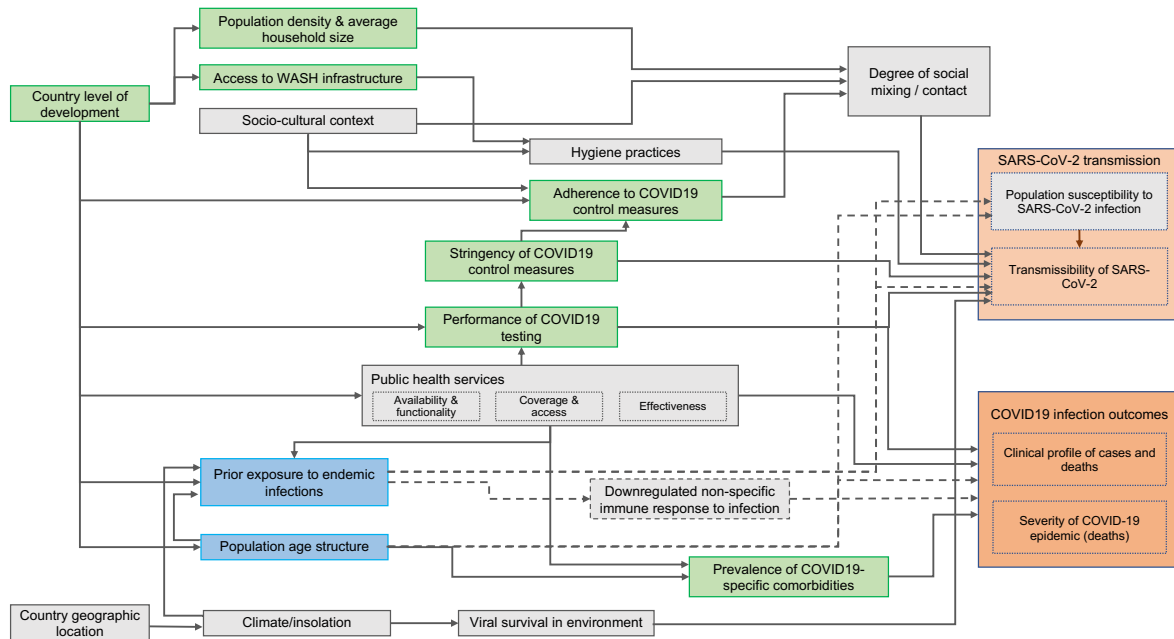 Population density & average
household size
Access to WASH infrastructure
Country level of
development
Socio-cultural context
Degree of social
mixing / contact
Hygiene practices
Adherence to COVID19
control measures
SARS-CoV-2 transmission
Population susceptibility to
SARS-CoV-2 infection
Transmissibility of SARS-
CoV-2
Stringency of COVID19
control measures
Performance of COVID19
testing
Public health services
Availability &
functionality
Coverage &
access
Effectiveness
COVID19 infection outcomes
Clinical profile of cases and
deaths
Severity of COVID-19
epidemic (deaths)
Prior exposure to endemic
infections
Downregulated non-specific
immune response to infection
Population age structure
Prevalence of COVID19-
specific comorbidities
Country geographic
location
Climate/insolation
Viral survival in environment